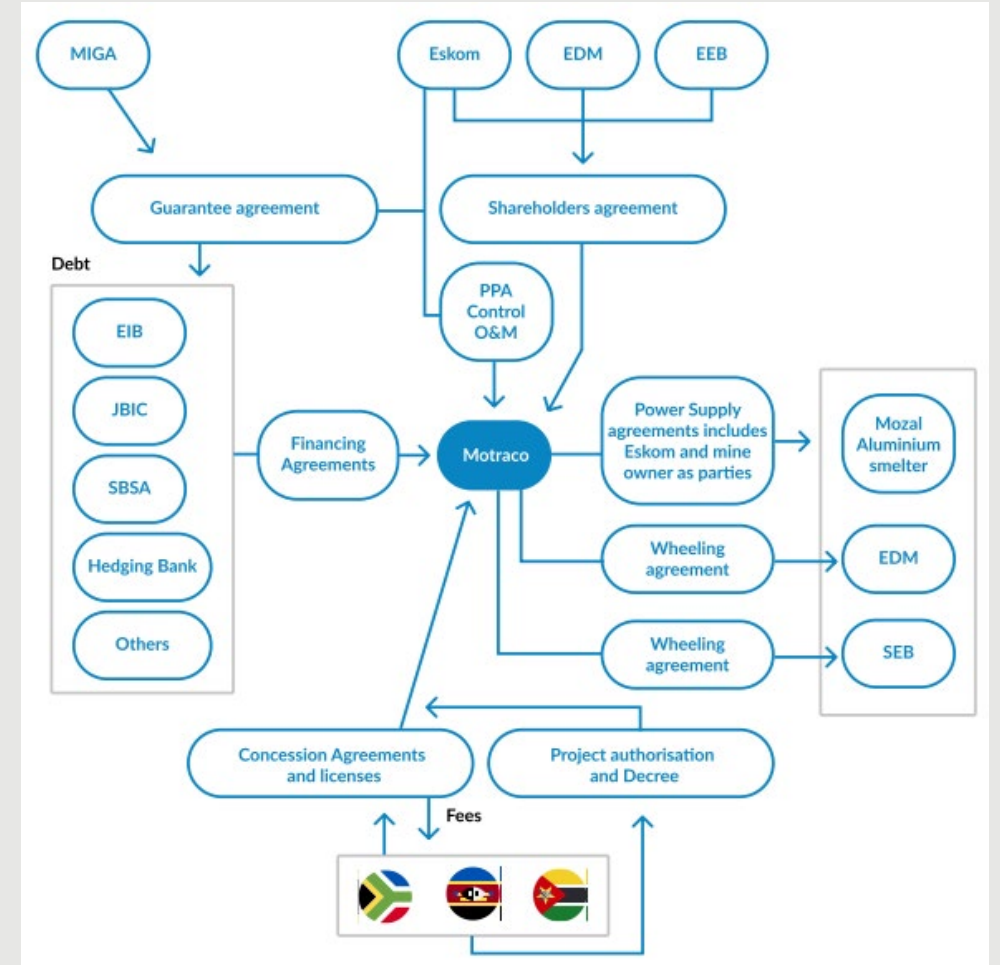 MIGA
Eskom
EDM
EEB
Guarantee agreement
Shareholders agreement
Debt
PPA
Control
O&M
EIB
JBIC
SBSA
Hedging Bank
Others
Financing
Agreements
Motraco
Power Supply
agreements includes
Eskom and mine
owner as parties
Mozal
Aluminium
smelter
Wheeling
agreement
EDM
Wheeling
agreement
SEB
Concession Agreements
and licenses
Project authorisation
and Decree
Fees